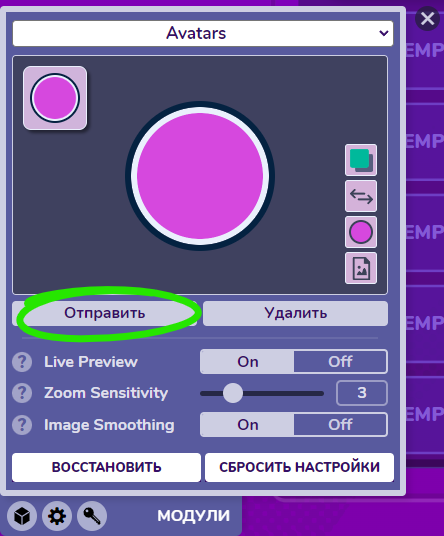 Avatars
Отправить
Удалить
? Live Preview On Off
? Zoom Sensitivity 3
? Image Smoothing On Off
ВОССТАНОВИТЬ
СБРОСИТЬ НАСТРОЙКИ
МОДУЛИ
EMP
EMP
EMP
EMP
EMP